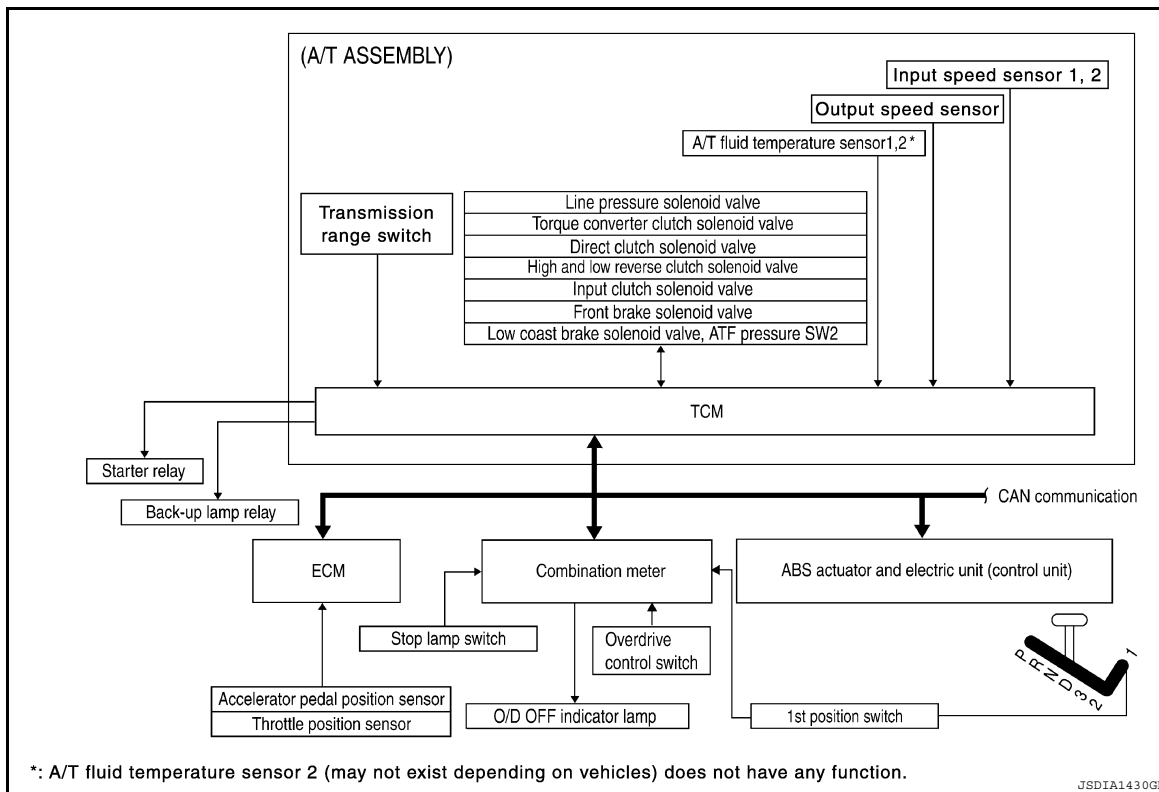 (A/T ASSEMBLY)
Input speed sensor 1, 2
Output speed sensor
A/T fluid temperature sensor1,2*
Transmission
range switch
Line pressure solenoid valve
Torque converter clutch solenoid valve
Direct clutch solenoid valve
High and low reverse clutch solenoid valve
Input clutch solenoid valve
Front brake solenoid valve
Low coast brake solenoid valve, ATF pressure SW2
TCM
Starter relay
Back-up lamp relay
CAN communication
ECM
Combination meter
ABS actuator and electric unit (control unit)
Stop lamp switch
Overdrive
control switch
Accelerator pedal position sensor
Throttle position sensor
O/D OFF indicator lamp
1st position switch
P R N D 3 2 1
*: A/T fluid temperature sensor 2 (may not exist depending on vehicles) does not have any function.